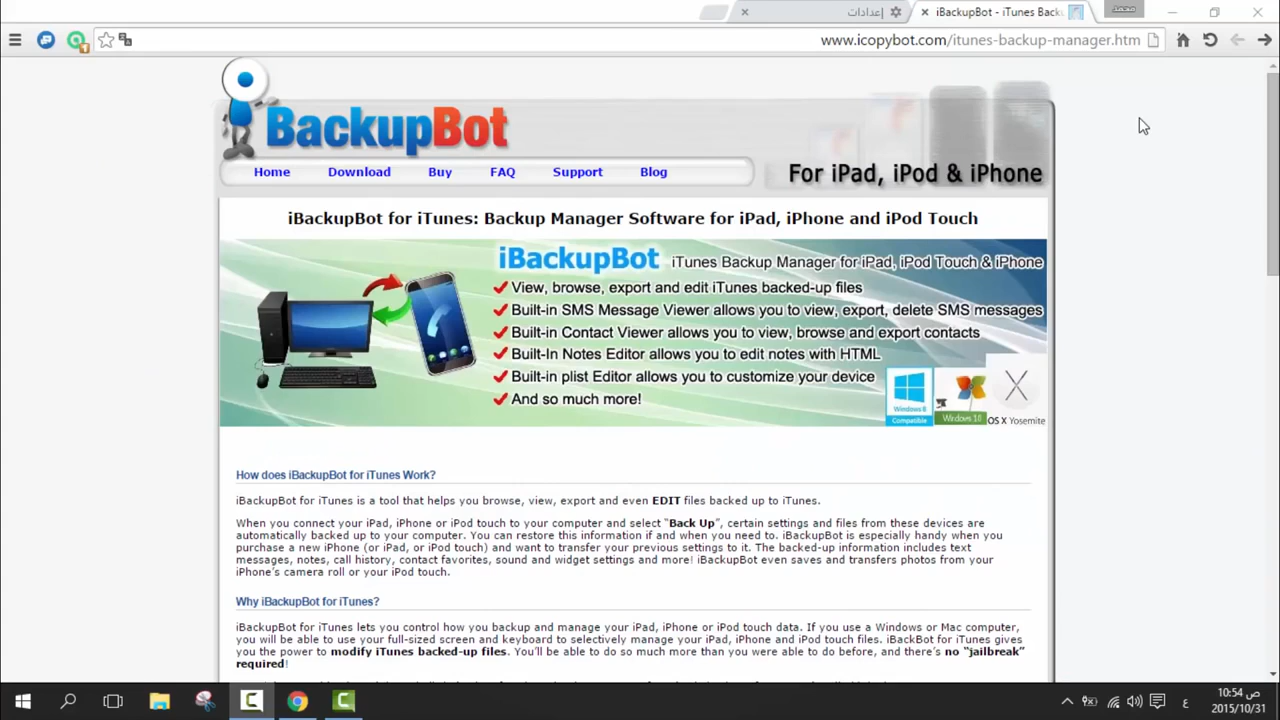 إعدادات
iBackupBot - iTunes Back
محمد
www.icopybot.com/itunes-backup-manager.htm
BackupBot
Home Download Buy FAQ Support Blog
For iPad, iPod & iPhone
iBackupBot for iTunes: Backup Manager Software for iPad, iPhone and iPod Touch
iBackupBot iTunes Backup Manager for iPad, iPod Touch & iPhone
View, browse, export and edit iTunes backed-up files
Built-in SMS Message Viewer allows you to view, export, delete SMS messages
Built-in Contact Viewer allows you to view, browse and export contacts
Built-In Notes Editor allows you to edit notes with HTML
Built-in plist Editor allows you to customize your device
And so much more!
Windows 8
Compatible
Windows 10
OS X Yosemite
How does iBackupBot for iTunes Work?
iBackupBot for iTunes is a tool that helps you browse, view, export and even EDIT files backed up to iTunes.
When you connect your iPad, iPhone or iPod touch to your computer and select “Back Up”, certain settings and files from these devices are
automatically backed up to your computer. You can restore this information if and when you need to. iBackupBot is especially handy when you
purchase a new iPhone (or iPad, or iPod touch) and want to transfer your previous settings to it. The backed-up information includes text
messages, notes, call history, contact favorites, sound and widget settings and more! iBackupBot even saves and transfers photos from your
iPhone’s camera roll or your iPod touch.
Why iBackupBot for iTunes?
iBackupBot for iTunes lets you control how you backup and manage your iPad, iPhone or iPod touch data. If you use a Windows or Mac computer,
you will be able to use your full-sized screen and keyboard to selectively manage your iPad, iPhone and iPod touch files. iBackBot for iTunes gives
you the power to modify iTunes backed-up files. You’ll be able to do so much more than you were able to do before, and there’s no “jailbreak”
required!
ع
10:54 ص
2015/10/31